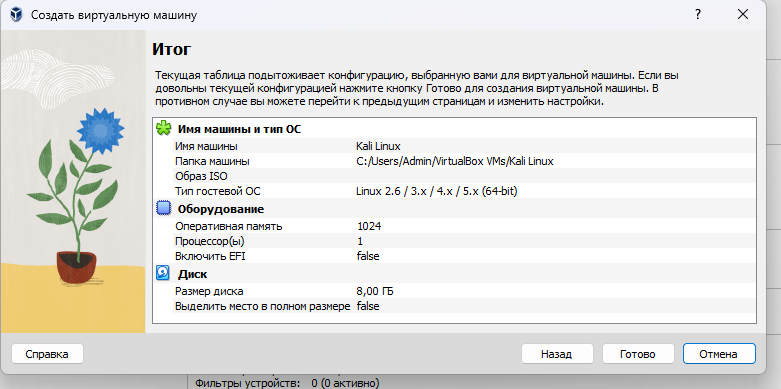 Создать виртуальную машину
?
Итог
Текущая таблица подытоживает конфигурацию, выбранную вами для виртуальной машины. Если вы
довольны текущей конфигурацией нажмите кнопку Готово для создания виртуальной машины. В
противном случае вы можете перейти к предыдущим страницам и изменить настройки.
Имя машины и тип ОС
Имя машины Kali Linux
Папка машины C:/Users/Admin/VirtualBox VMs/Kali Linux
Образ ISO
Тип гостевой ОС Linux 2.6 / 3.x / 4.x / 5.x (64-bit)
Оборудование
Оперативная память 1024
Процессор(ы) 1
Включить EFI false
Диск
Размер диска 8,00 ГБ
Выделить место в полном размере false
Справка Назад Готово Отмена
Фильтры устройств: 0 (0 активно)